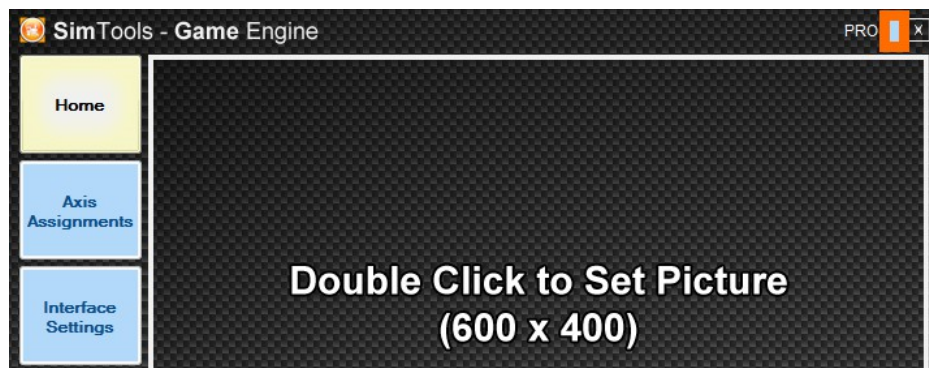 SimTools - Game Engine
PRO
X
Home
Axis
Assignments
Interface
Settings
Double Click to Set Picture
(600 x 400)